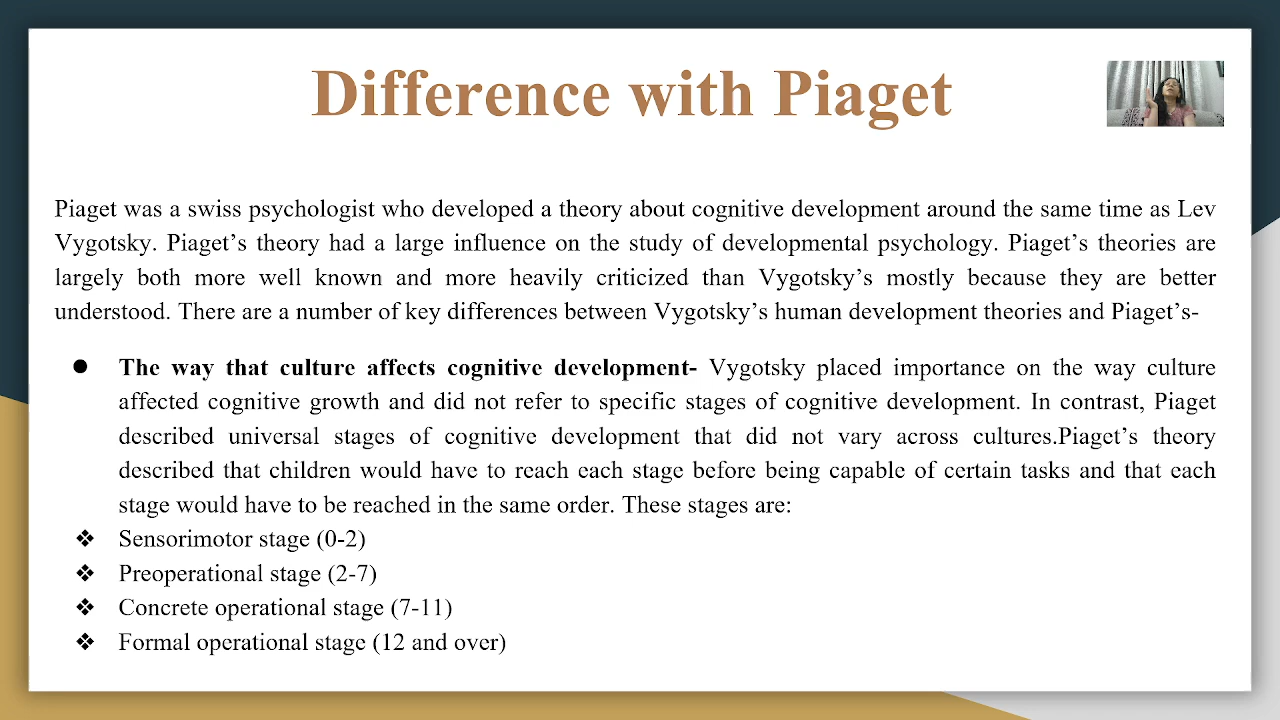 Difference with Piaget
Piaget was a swiss psychologist who developed a theory about cognitive development around the same time as Lev
Vygotsky. Piaget’s theory had a large influence on the study of developmental psychology. Piaget’s theories are
largely both more well known and more heavily criticized than Vygotsky’s mostly because they are better
understood. There are a number of key differences between Vygotsky’s human development theories and Piaget’s-
● The way that culture affects cognitive development- Vygotsky placed importance on the way culture
affected cognitive growth and did not refer to specific stages of cognitive development. In contrast, Piaget
described universal stages of cognitive development that did not vary across cultures.Piaget’s theory
described that children would have to reach each stage before being capable of certain tasks and that each
stage would have to be reached in the same order. These stages are:
❖ Sensorimotor stage (0-2)
❖ Preoperational stage (2-7)
❖ Concrete operational stage (7-11)
❖ Formal operational stage (12 and over)